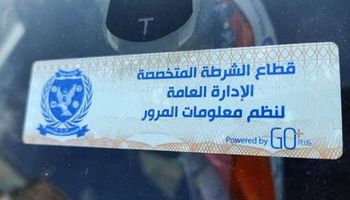 T
قطاع الشرطة المتخصصة
الإدارة العامة
لنظم معلومات المرور
Powered by GO+ PLUS